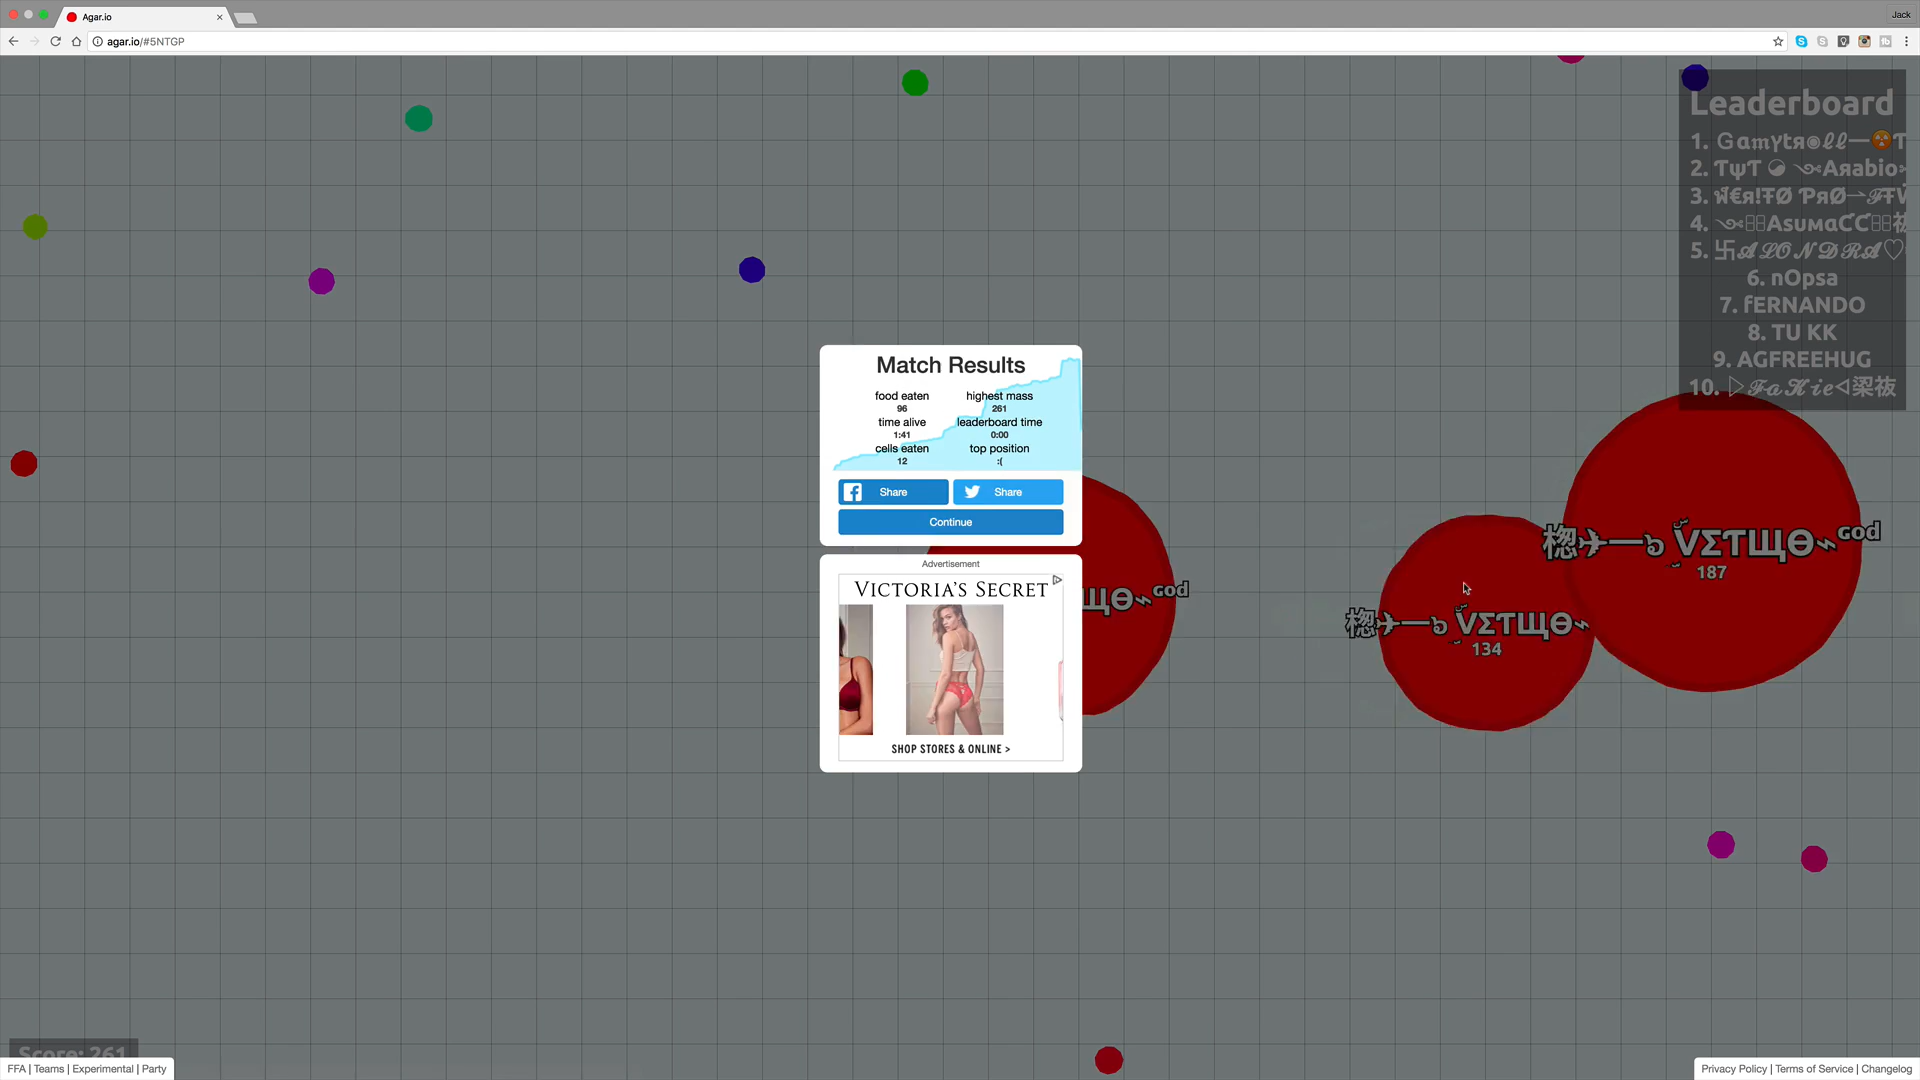 Agar.io
Jack
agar.io/#5NTGP
Leaderboard
6. nOpsa
7. fERNANDO
8. TU KK
9. AGFREEHUG
Match Results
food eaten
96
highest mass
261
time alive
1:41
leaderboard time
0:00
cells eaten
12
top position
:(
Share
Share
Continue
Advertisement
VICTORIA'S SECRET
SHOP STORES & ONLINE >
god
187
134
god
Score: 261
FFA | Teams | Experimental | Party
Privacy Policy | Terms of Service | Changelog